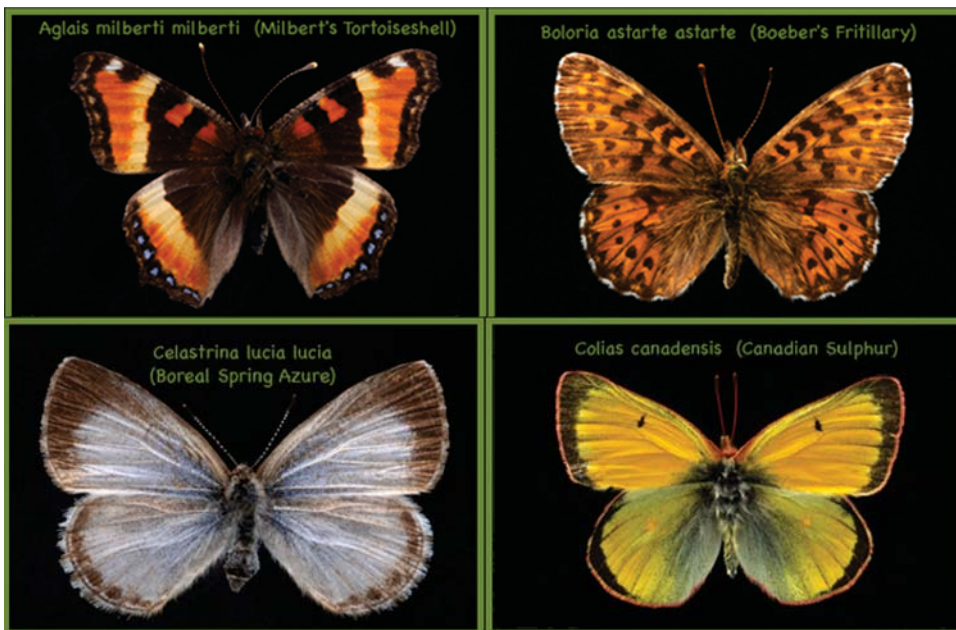 Aglais milberti milberti (Milbert's Tortoiseshell)
Boloria astarte astarte (Boeber's Fritillary)
Celastrina lucia lucia
(Boreal Spring Azure)
Colias canadensis (Canadian Sulphur)